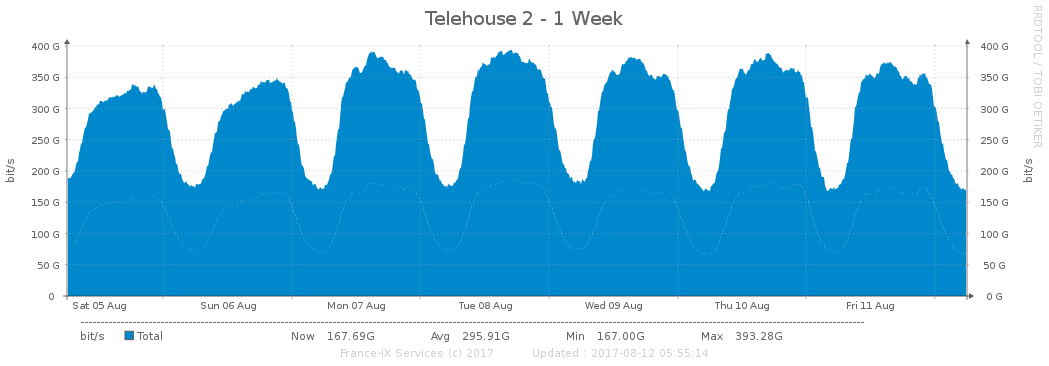 Telehouse 2 - 1 Week
RRDTOOL / TOBI OETIKER
400 G 400 G
350 G 350 G
300 G 300 G
250 G 250 G
200 G 200 G
150 G 150 G
100 G 100 G
50 G 50 G
0 0 G
bit/s bit/s
Sat 05 Aug Sun 06 Aug Mon 07 Aug Tue 08 Aug Wed 09 Aug Thu 10 Aug Fri 11 Aug
bit/s Total Now 167.69G Avg 295.91G Min 167.00G Max 393.28G
France-IX Services (c) 2017 Updated : 2017-08-12 05:55:14